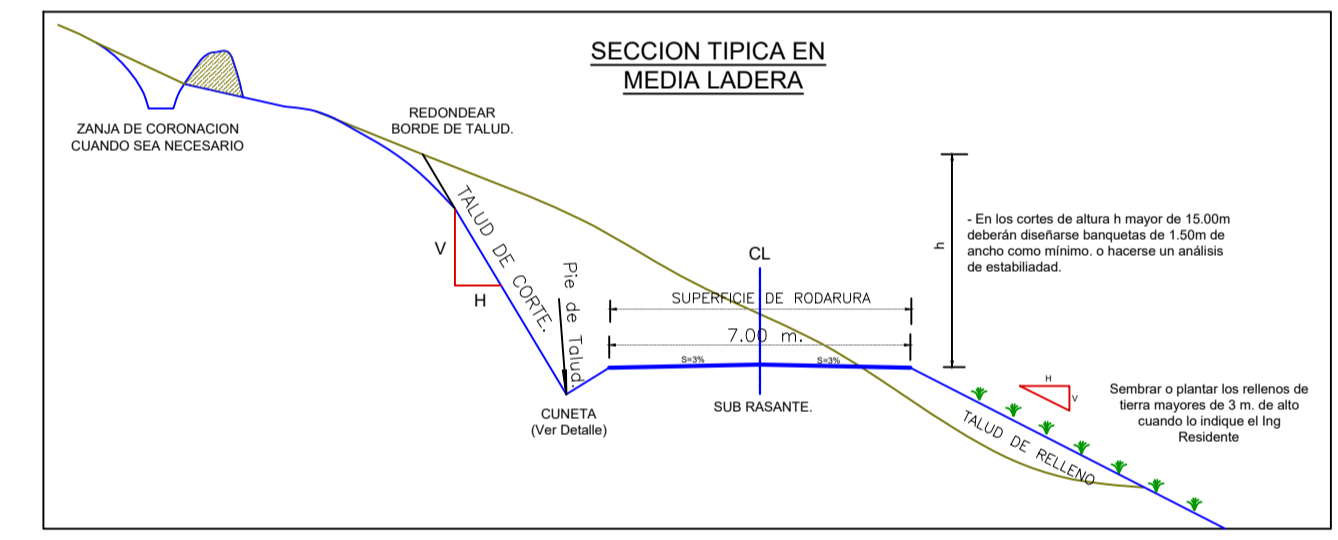 SECCION TIPICA EN
MEDIA LADERA
ZANJA DE CORONACION
CUANDO SEA NECESARIO
REDONDEAR
BORDE DE TALUD.
TALUD DE CORTE.
V
H
Pie de Talud.
CUNETA
(Ver Detalle)
CL
SUPERFICIE DE RODARURA
7.00 m.
S=3%
S=3%
SUB RASANTE.
h
- En los cortes de altura h mayor de 15.00m
deberán diseñarse banquetas de 1.50m de
ancho como mínimo. o hacerse un análisis
de estabiliadad.
H
V
TALUD DE RELLENO
Sembrar o plantar los rellenos de
tierra mayores de 3 m. de alto
cuando lo indique el Ing
Residente